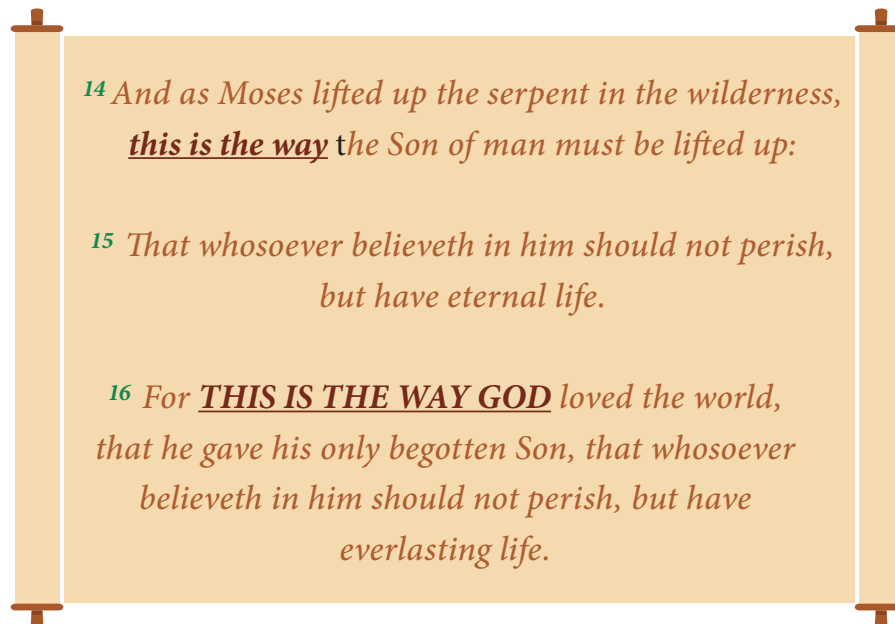 14 And as Moses lifted up the serpent in the wilderness,
this is the way the Son of man must be lifted up:
15 That whosoever believeth in him should not perish,
but have eternal life.
16 For THIS IS THE WAY GOD loved the world,
that he gave his only begotten Son, that whosoever
believeth in him should not perish, but have
everlasting life.